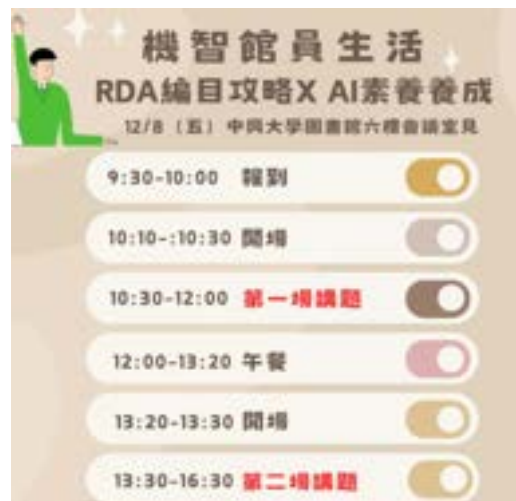 機智館員生活
RDA編目攻略X AI素養養成
12/8（五）中興大學圖書館六樓會議室見
9:30-10:00 報到
10:10-:10:30 開場
10:30-12:00 第一場講題
12:00-13:20 午餐
13:20-13:30 開場
13:30-16:30 第二場講題